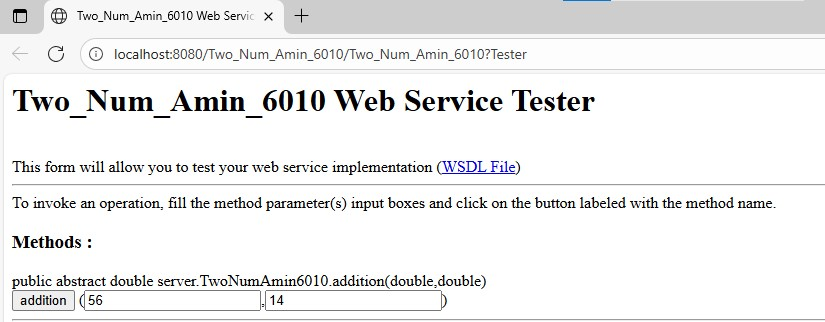 Two_Num_Amin_6010 Web Servic
localhost:8080/Two_Num_Amin_6010/Two_Num_Amin_6010?Tester
Two_Num_Amin_6010 Web Service Tester
This form will allow you to test your web service implementation (WSDL File)
To invoke an operation, fill the method parameter(s) input boxes and click on the button labeled with the method name.
Methods :
public abstract double server.TwoNumAmin6010.addition(double,double)
addition (56,14)